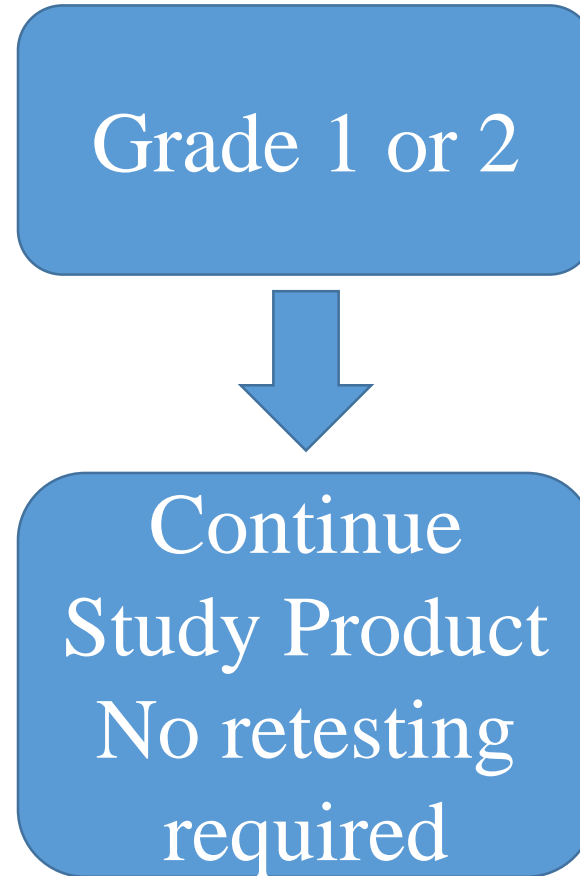 Grade 1 or 2
Continue
Study Product
No retesting
required